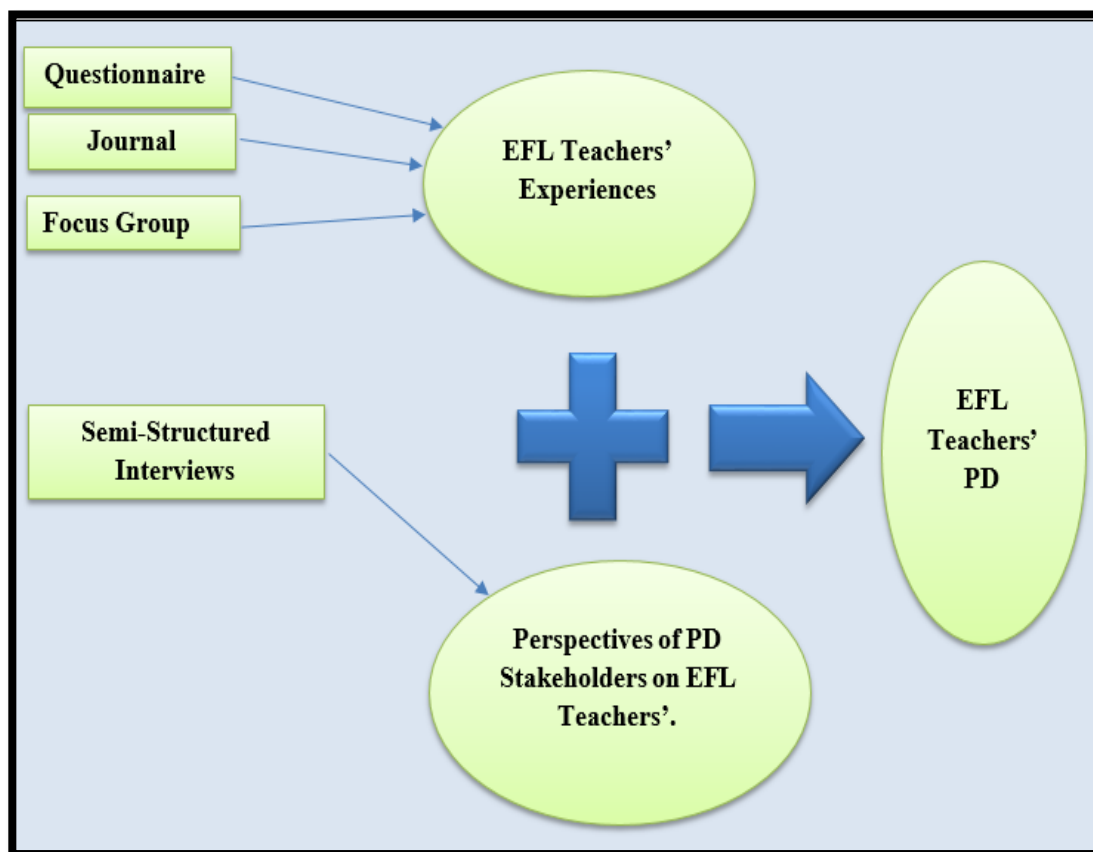 Questionnaire
Journal
Focus Group
EFL Teachers’
Experiences
Semi-Structured
Interviews
EFL
Teachers’
PD
Perspectives of PD
Stakeholders on EFL
Teachers’.